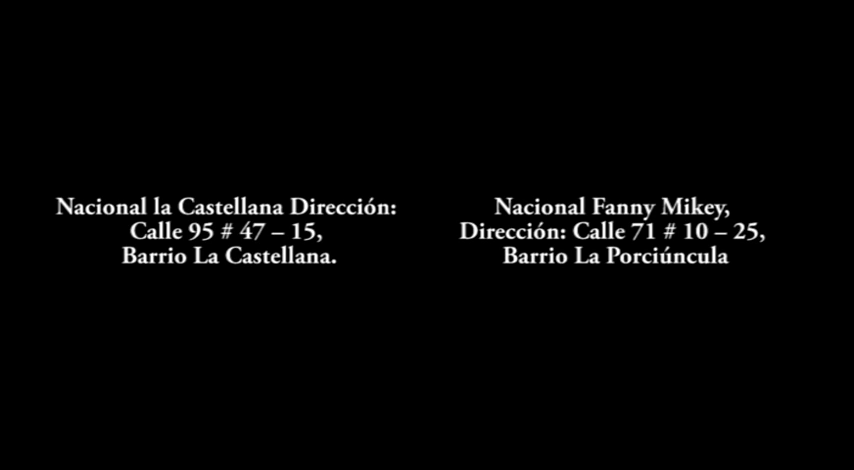 Nacional la Castellana Dirección:
Calle 95 # 47 – 15,
Barrio La Castellana.
Nacional Fanny Mikey,
Dirección: Calle 71 # 10 – 25,
Barrio La Porciúncula